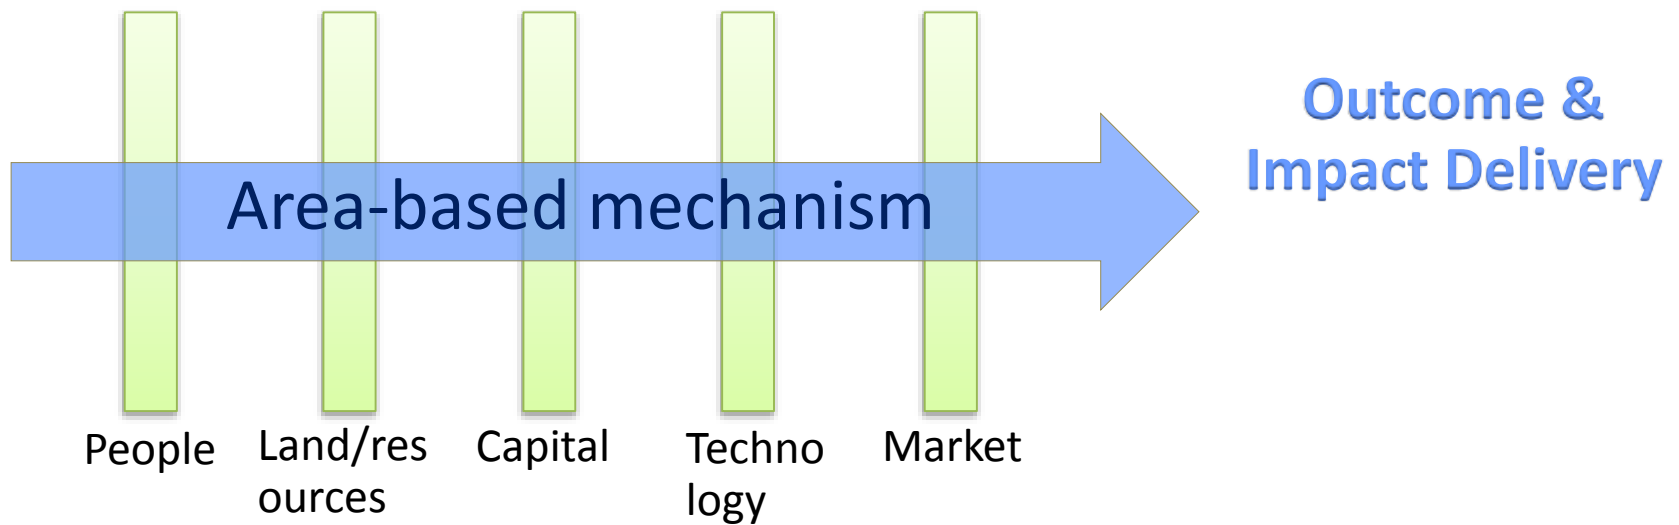 Outcome &
Impact Delivery
Area-based mechanism
People
Land/res
ources
Capital
Techno
logy
Market